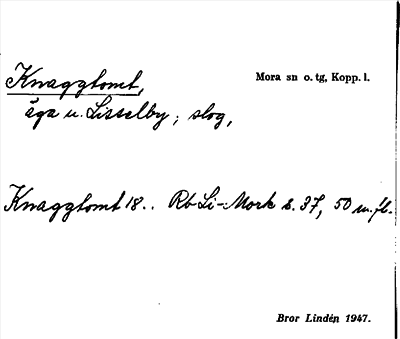 Knaggtomt,
Mora sn o. tg, Kopp. l.
äga u. Lisselby; slog,
Knaggtomt 18.. Rb Li-Mork s. 37, 50 m. fl.
Bror Lindén 1947.